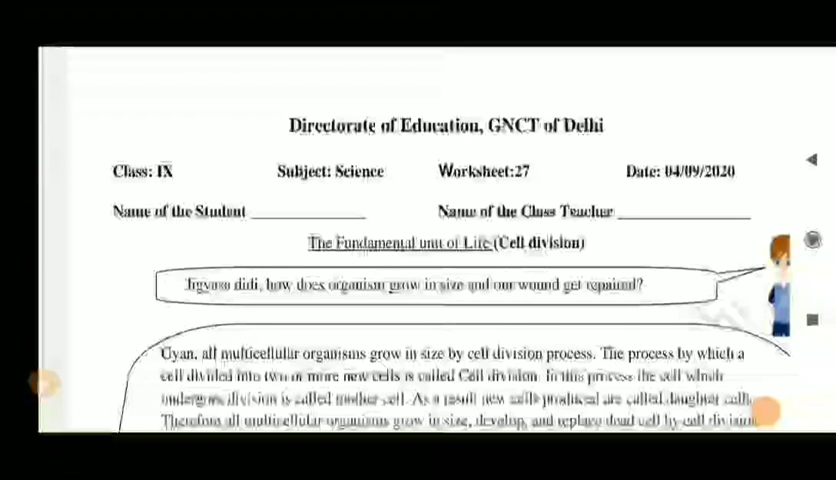 Directorate of Education, GNCT of Delhi
Class: IX Subject: Science Worksheet:27 Date: 04/09/2020
Name of the Student Name of the Class Teacher
The Fundamental unit of Life (Cell division)
Jigyasa didi, how does organism grow in size and our wound get repaired?
Gyan, all multicellular organisms grow in size by cell division process. The process by which a
cell divided into two or more new cells is called Cell division. In this process the cell which
undergoes division is called mother cell. As a result new cells produced are called daughter cells.
Therefore all multicellular organisms grow in size, develop, and replace dead cell by cell division